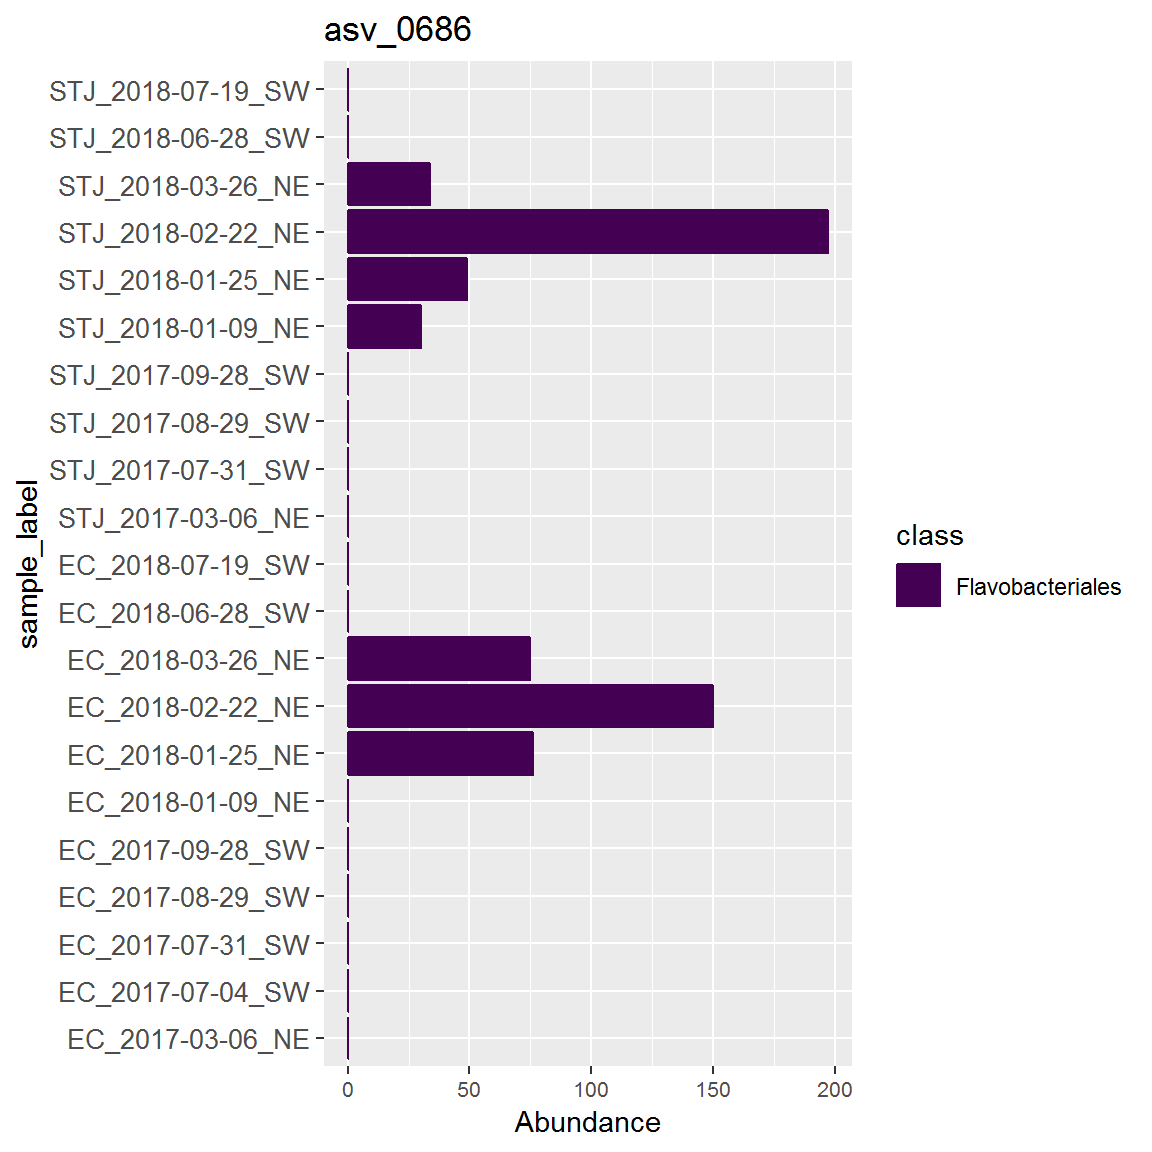 asv_0686
STJ_2018-07-19_SW
STJ_2018-06-28_SW
STJ_2018-03-26_NE
STJ_2018-02-22_NE
STJ_2018-01-25_NE
STJ_2018-01-09_NE
STJ_2017-09-28_SW
STJ_2017-08-29_SW
STJ_2017-07-31_SW
STJ_2017-03-06_NE
EC_2018-07-19_SW
EC_2018-06-28_SW
EC_2018-03-26_NE
EC_2018-02-22_NE
EC_2018-01-25_NE
EC_2018-01-09_NE
EC_2017-09-28_SW
EC_2017-08-29_SW
EC_2017-07-31_SW
EC_2017-07-04_SW
EC_2017-03-06_NE
sample_label
0 50 100 150 200
Abundance
class
Flavobacteriales